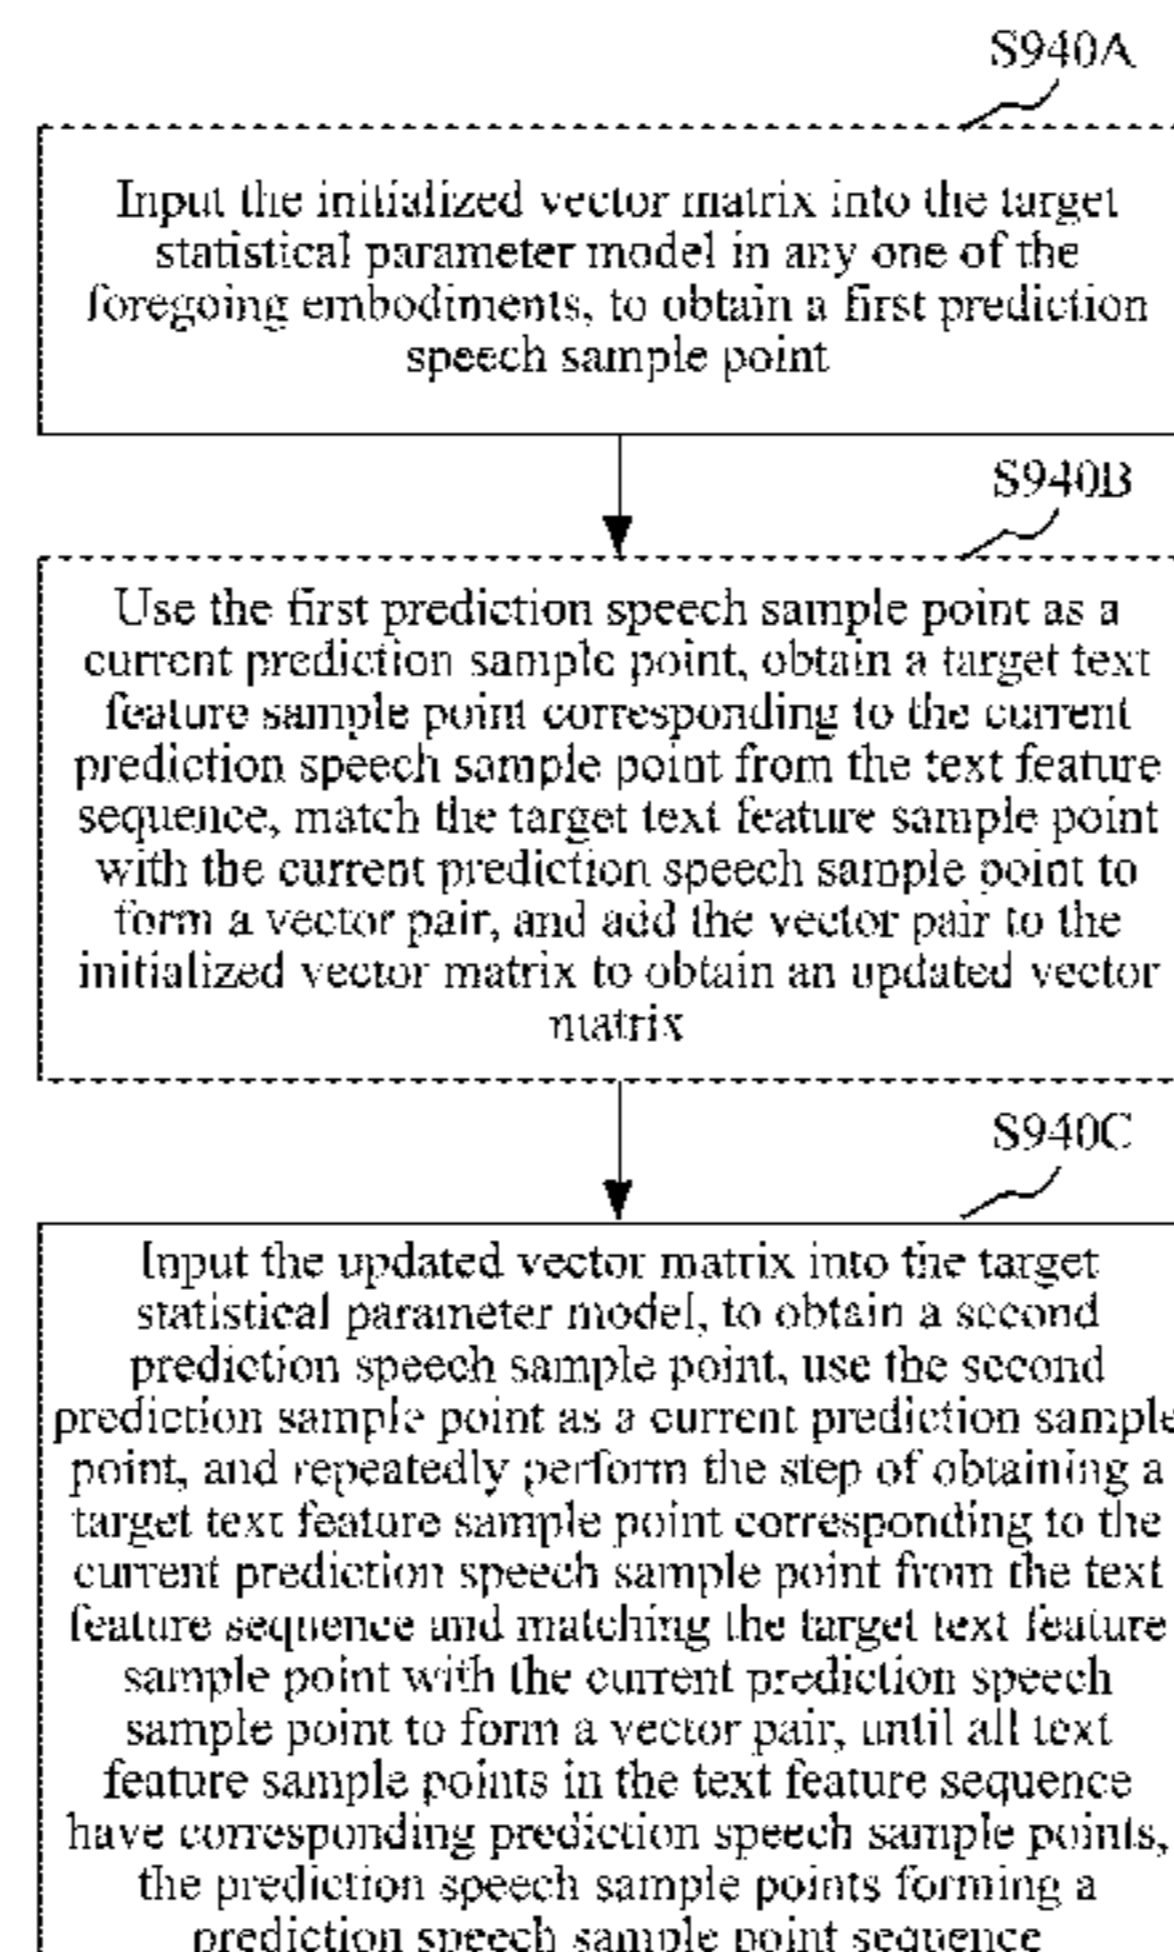 S940A
Input the initialized vector matrix into the target
statistical parameter model in any one of the
foregoing embodiments, to obtain a first prediction
speech sample point
S940B
Use the first prediction speech sample point as a
current prediction sample point, obtain a target text
feature sample point corresponding to the current
prediction speech sample point from the text feature
sequence, match the target text feature sample point
with the current prediction speech sample point to
form a vector pair, and add the vector pair to the
initialized vector matrix to obtain an updated vector
matrix
S940C
Input the updated vector matrix into the target
statistical parameter model, to obtain a second
prediction speech sample point, use the second
prediction sample point as a current prediction sample
point, and repeatedly perform the step of obtaining a
target text feature sample point corresponding to the
current prediction speech sample point from the text
feature sequence and matching the target text feature
sample point with the current prediction speech
sample point to form a vector pair, until all text
feature sample points in the text feature sequence
have corresponding prediction speech sample points,
the prediction speech sample points forming a
prediction speech sample point sequence